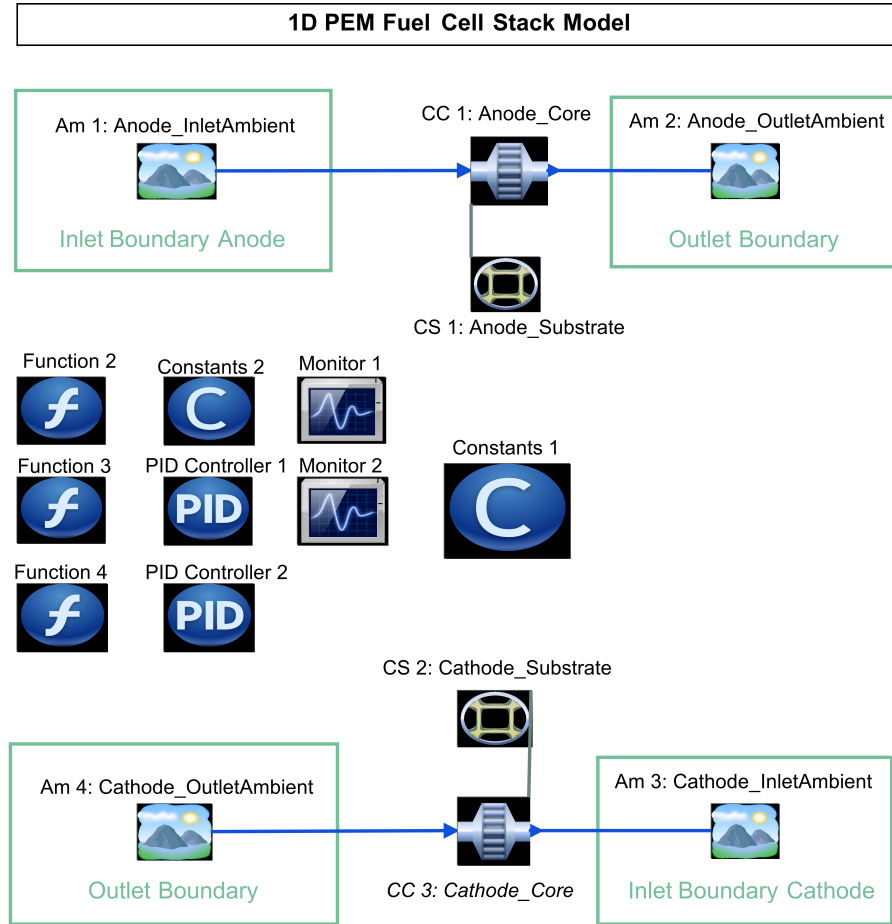 1D PEM Fuel Cell Stack Model
Am 1: Anode_InletAmbient
CC 1: Anode_Core
Am 2: Anode_OutletAmbient
Inlet Boundary Anode
Outlet Boundary
CS 1: Anode_Substrate
Function 2
Constants 2
Monitor 1
f
C
Function 3
PID Controller 1
Monitor 2
Constants 1
f
PID
C
Function 4
PID Controller 2
f
PID
CS 2: Cathode_Substrate
Am 4: Cathode_OutletAmbient
Am 3: Cathode_InletAmbient
Outlet Boundary
CC 3: Cathode_Core
Inlet Boundary Cathode